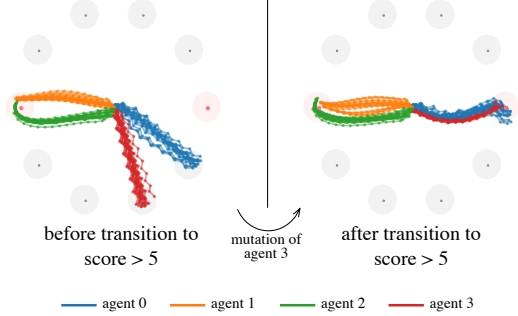 before transition to
score > 5
mutation of
agent 3
after transition to
score > 5
agent 0
agent 1
agent 2
agent 3